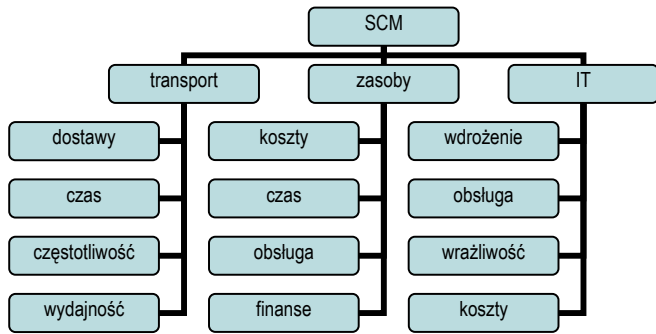 SCM
transport
zasoby
IT
dostawy
koszty
wdrożenie
czas
czas
obsługa
częstotliwość
obsługa
wrażliwość
wydajność
finanse
koszty